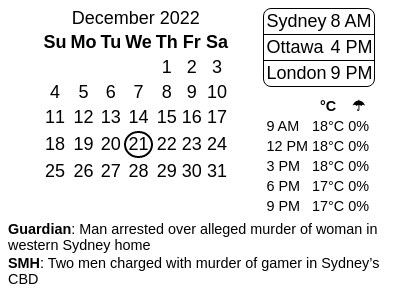 December 2022
Su Mo Tu We Th Fr Sa
1 2 3
4 5 6 7 8 9 10
11 12 13 14 15 16 17
18 19 20 21 22 23 24
25 26 27 28 29 30 31
Sydney 8 AM
Ottawa 4 PM
London 9 PM
°C ☂
9 AM 18°C 0%
12 PM 18°C 0%
3 PM 18°C 0%
6 PM 17°C 0%
9 PM 17°C 0%
Guardian: Man arrested over alleged murder of woman in
western Sydney home
SMH: Two men charged with murder of gamer in Sydney’s
CBD